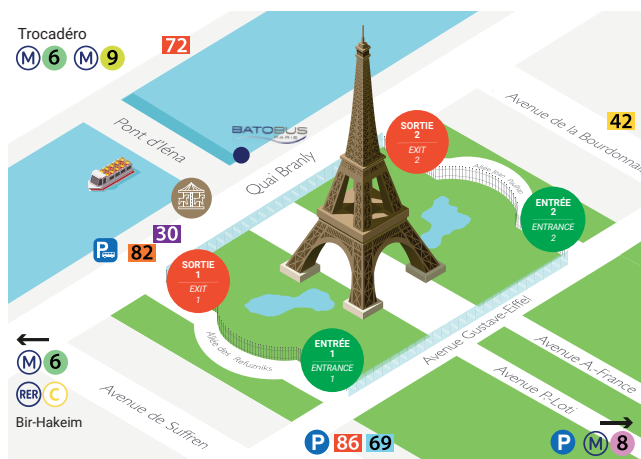 Trocadéro
M 6 M 9
72
Pont d'Iéna
BATOBUS
PARIS
Quai Branly
SORTIE
2
EXIT
2
Avenue de la Bourdonnais
42
ENTRÉE
2
ENTRANCE
2
30
P 82
SORTIE
1
EXIT
1
ENTRÉE
1
ENTRANCE
1
Allée des Refuzniks
Avenue Gustave-Eiffel
Avenue A.-France
Avenue P.-Loti
M 6
RER C
Bir-Hakeim
Avenue de Suffren
P 86 69
P M 8